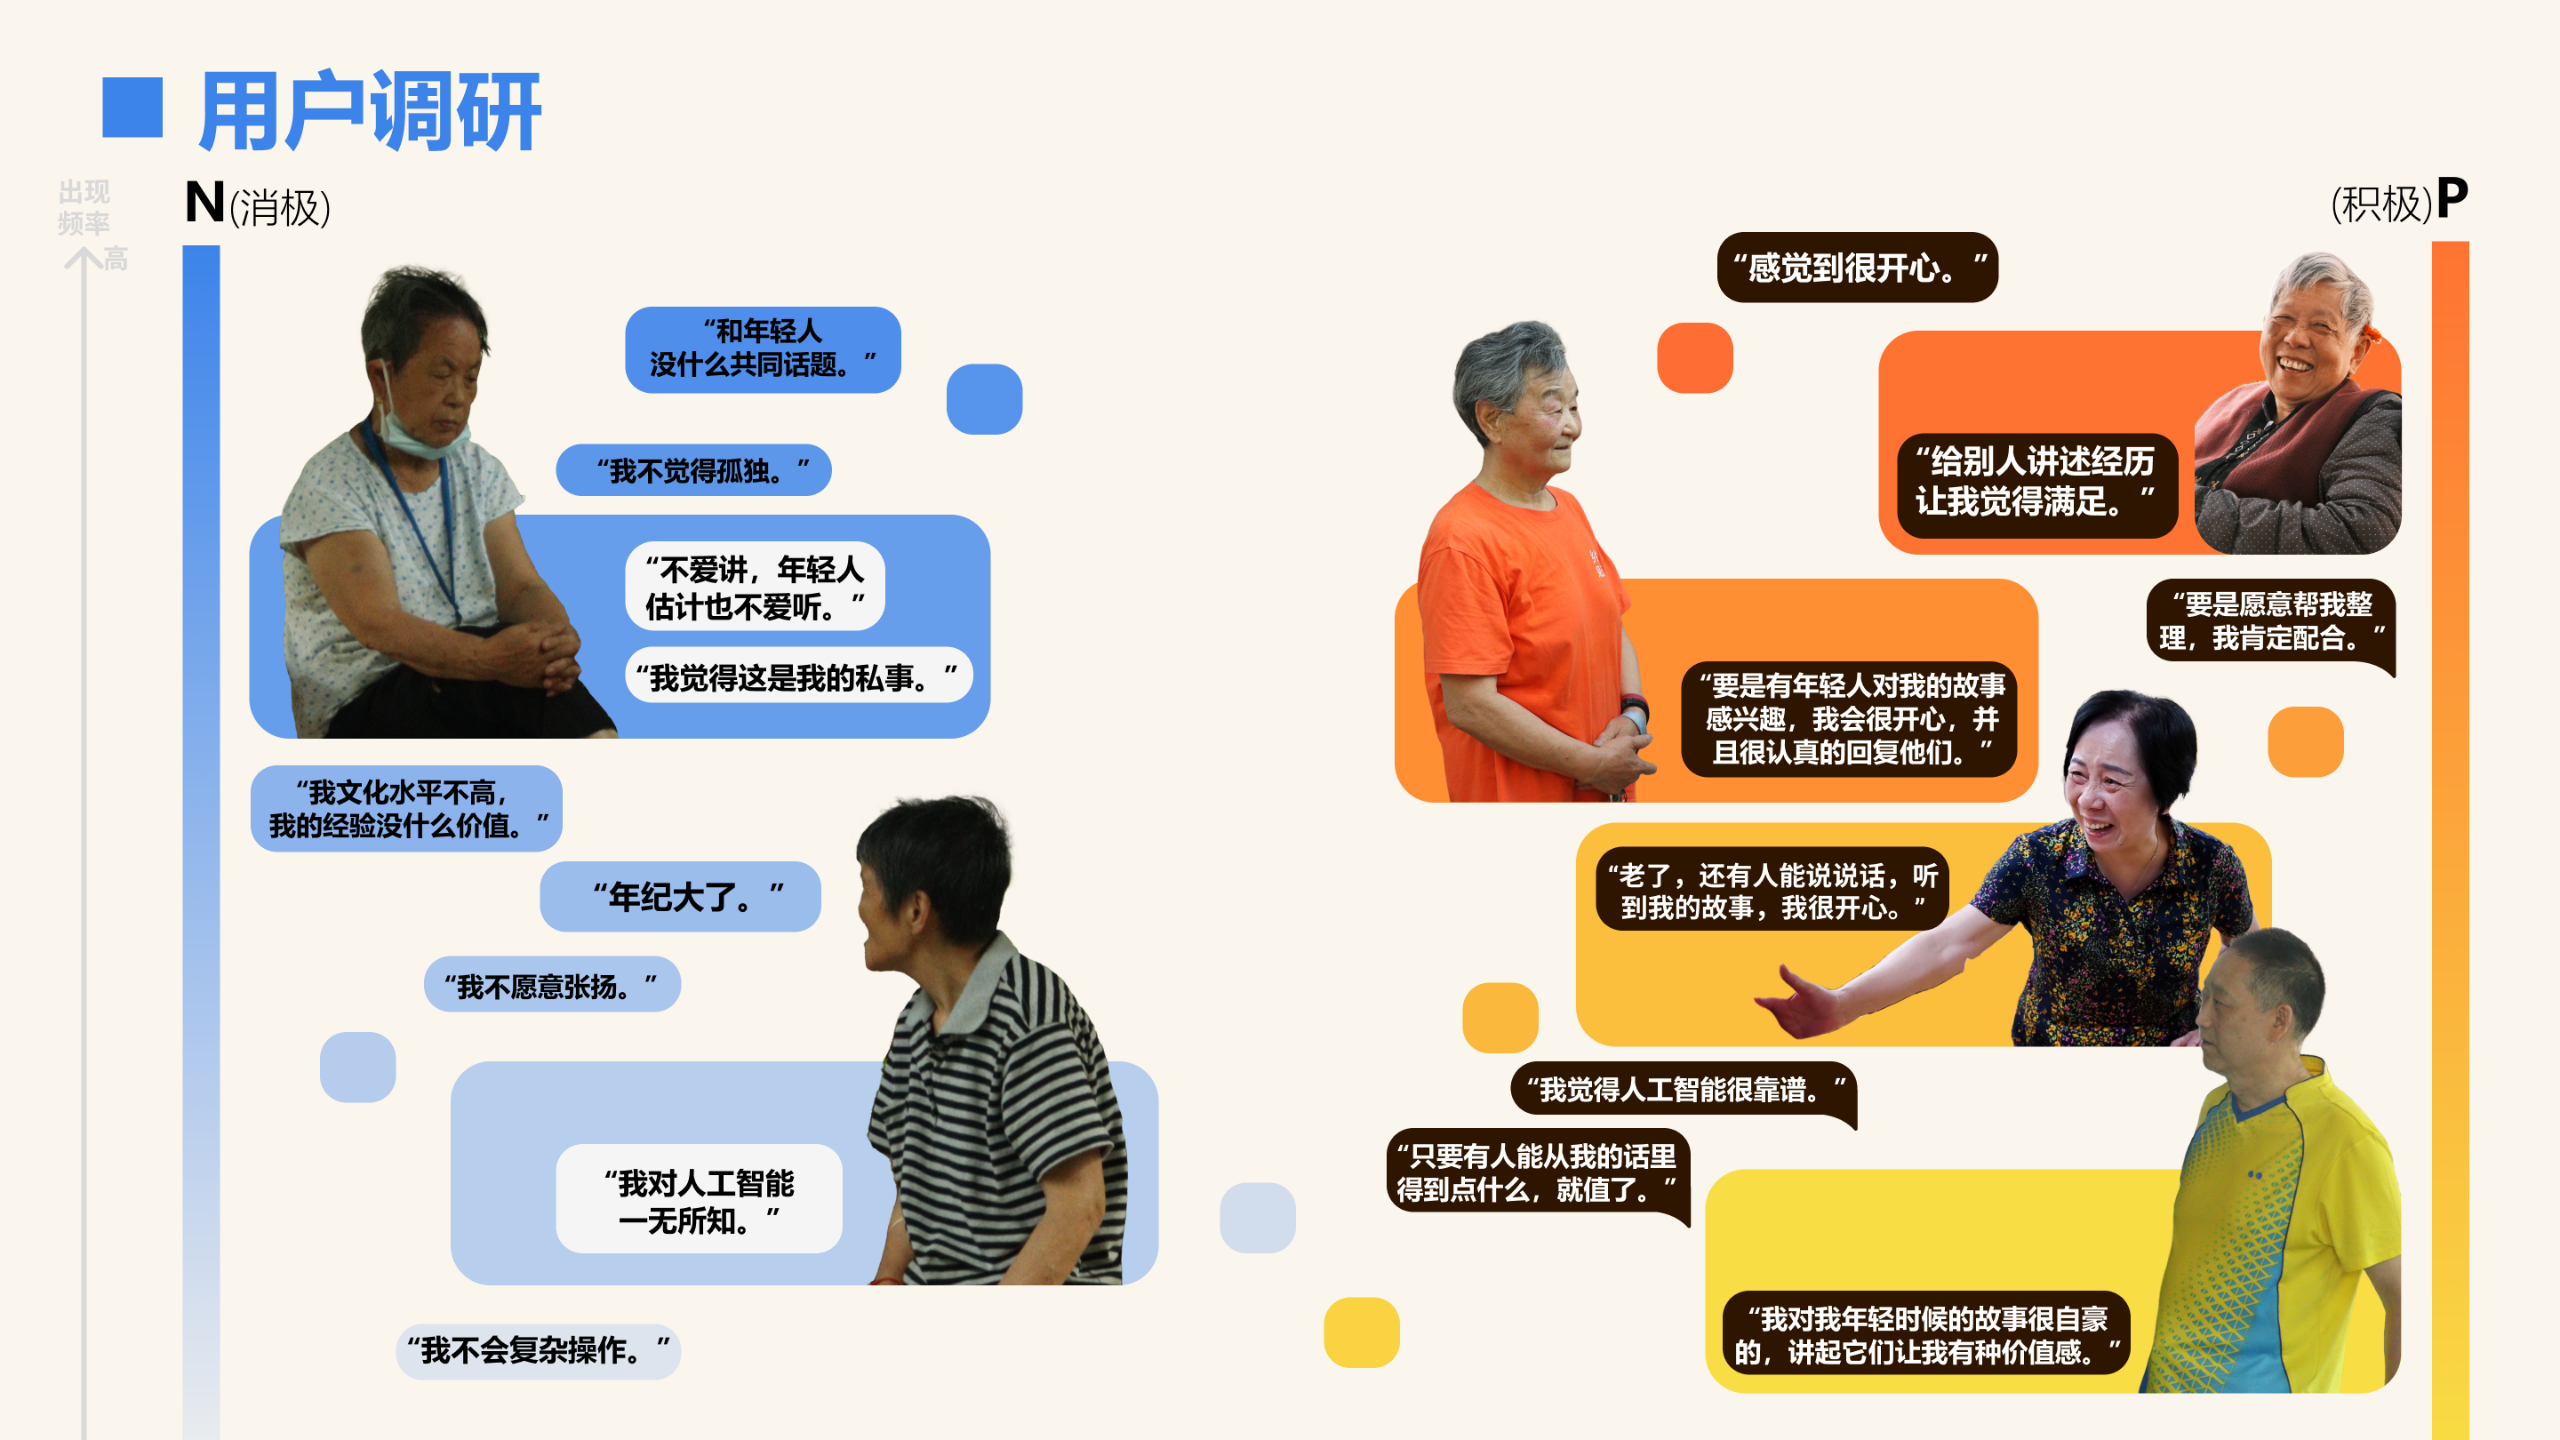 用户调研
出现
频率
高
N(消极)
“和年轻人
没什么共同话题。”
“我不觉得孤独。”
“不爱讲，年轻人
估计也不爱听。”
“我觉得这是我的私事。”
“我文化水平不高，
我的经验没什么价值。”
“年纪大了。”
“我不愿意张扬。”
“我对人工智能
一无所知。”
“我不会复杂操作。”
(积极)P
“感觉到很开心。”
“给别人讲述经历
让我觉得满足。”
“要是愿意帮我整
理，我肯定配合。”
“要是有年轻人对我的故事
感兴趣，我会很开心，并
且很认真的回复他们。”
“老了，还有人能说说话，听
到我的故事，我很开心。”
“我觉得人工智能很靠谱。”
“只要有人能从我的话里
得到点什么，就值了。”
“我对我年轻时候的故事很自豪
的，讲起它们让我有种价值感。”